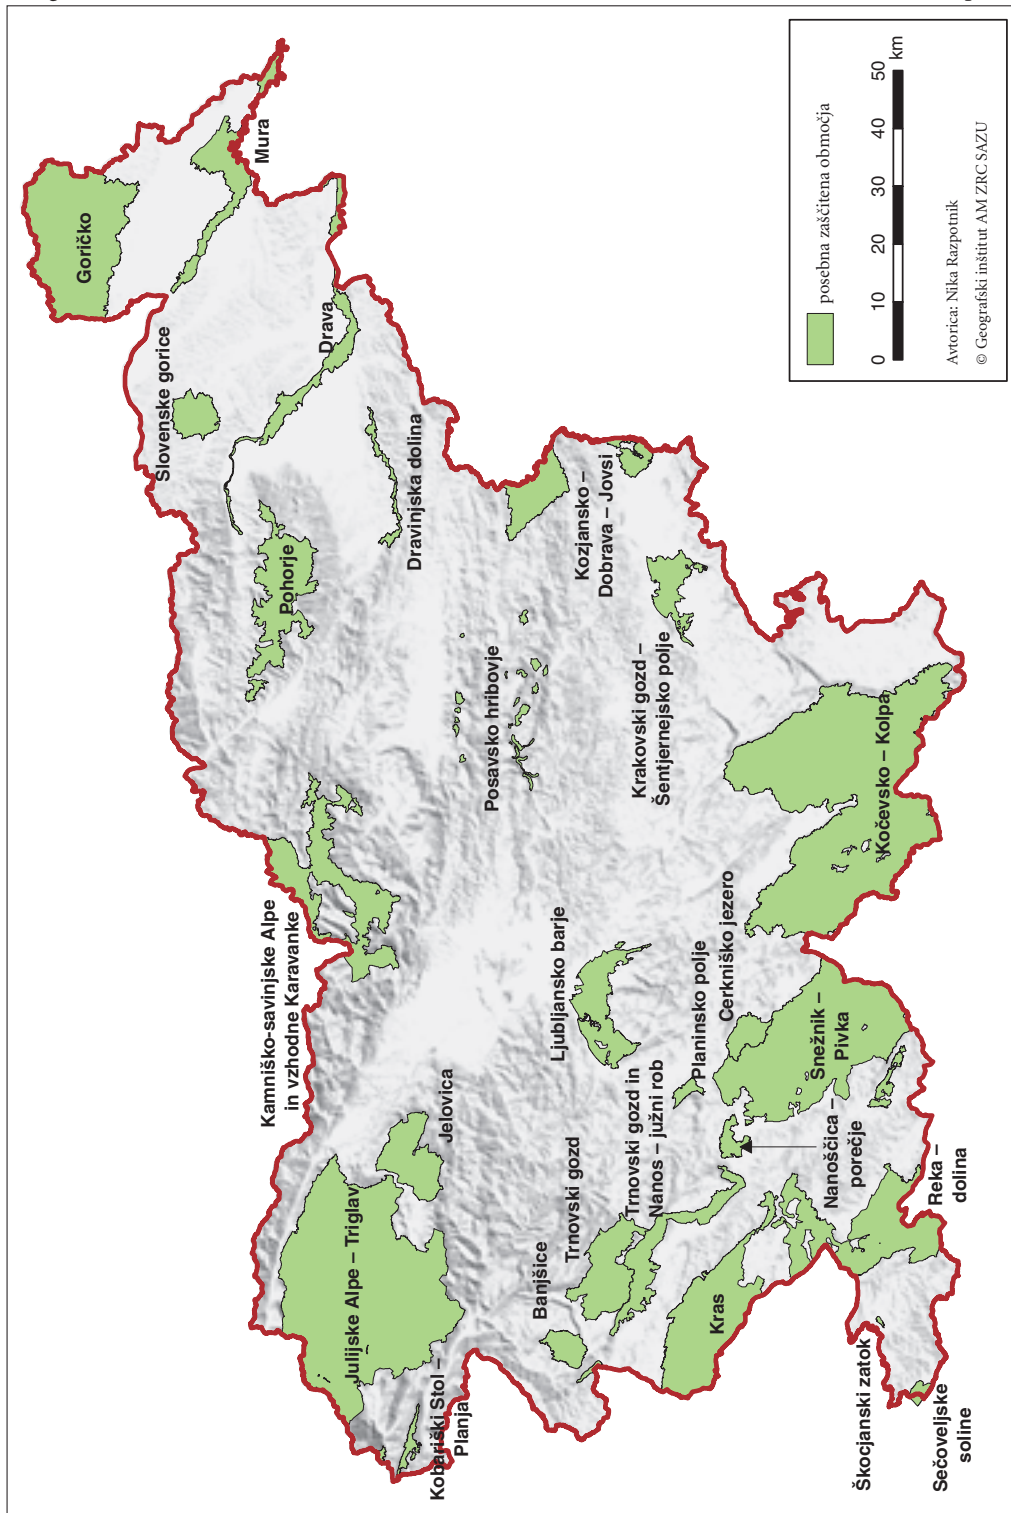 Goričko
Mura
Slovenske gorice
Drava
Pohorje
Dravinjska dolina
Kozjansko –
Dobrava – Jovsi
Kamniško-savinjske Alpe
in vzhodne Karavanke
Posavsko hribovje
Krakovski gozd –
Šentjernejsko polje
Kočevsko – Kolpa
Jelovica
Julijske Alpe – Triglav
Kobariški Stol –
Planja
Ljubljansko barje
Planinsko polje
Cerkniško jezero
Snežnik –
Pivka
Trnovski gozd in
Nanos – južni rob
Trnovski gozd
Banjšice
Kras
Nanoščica –
porečje
Reka –
dolina
Škocjanski zatok
Sečoveljske
soline
posebna zaščitena območja
0 10 20 30 40 50
km
Avtorica: Nika Razpotnik
© Geografski inštitut AM ZRC SAZU